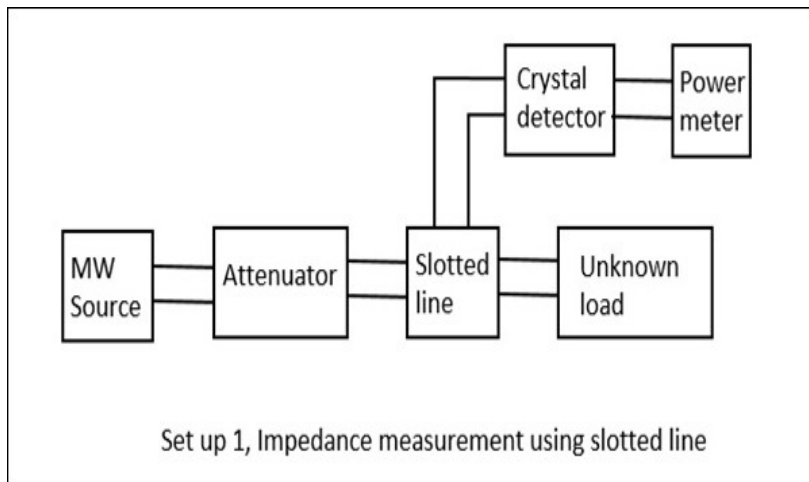 Crystal
detector
Power
meter
MW
Source
Attenuator
Slotted
line
Unknown
load
Set up 1, Impedance measurement using slotted line